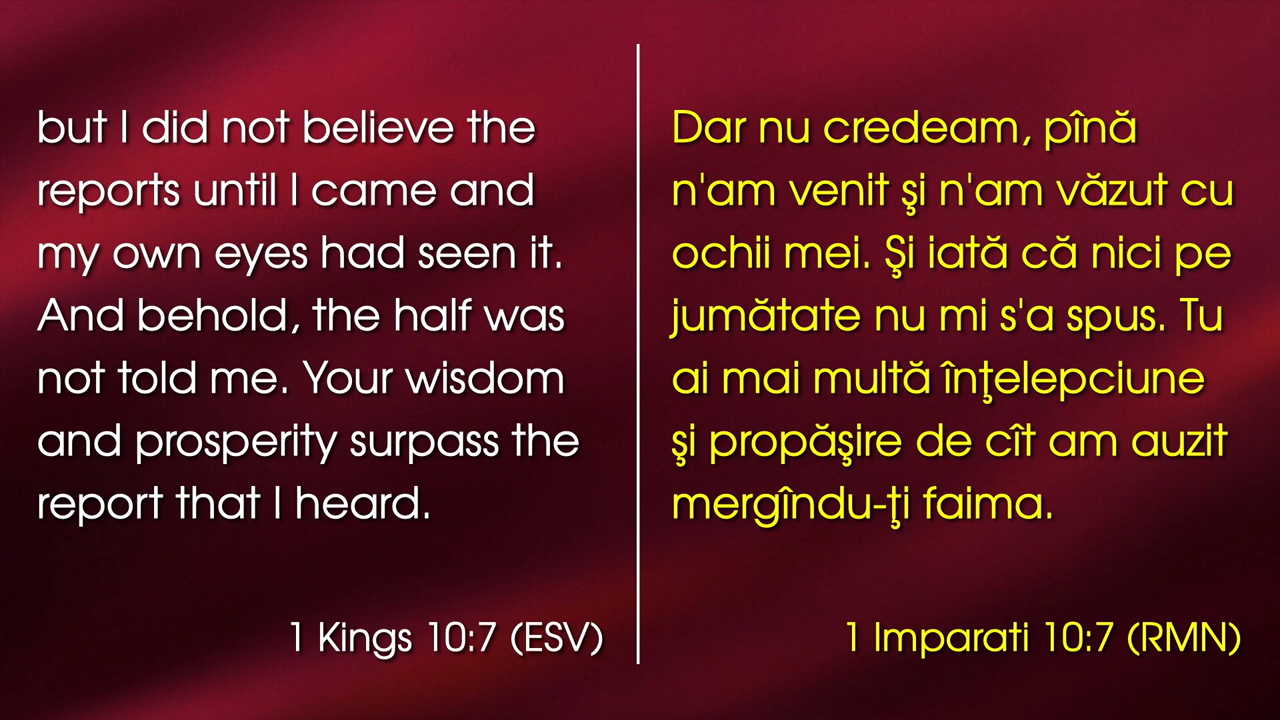 but I did not believe the
reports until I came and
my own eyes had seen it.
And behold, the half was
not told me. Your wisdom
and prosperity surpass the
report that I heard.
1 Kings 10:7 (ESV)
Dar nu credeam, pînă
n'am venit şi n'am văzut cu
ochii mei. Şi iată că nici pe
jumătate nu mi s'a spus. Tu
ai mai multă înţelepciune
şi propăşire de cît am auzit
mergîndu-ţi faima.
1 Imparati 10:7 (RMN)